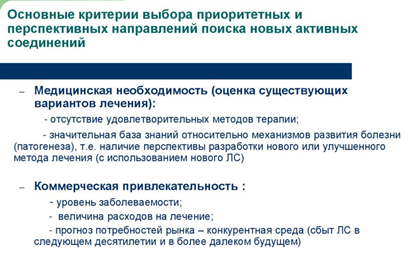 Основные критерии выбора приоритетных и
перспективных направлений поиска новых активных
соединений
– Медицинская необходимость (оценка существующих
вариантов лечения):
- отсутствие удовлетворительных методов терапии;
- значительная база знаний относительно механизмов развития болезни
(патогенеза), т.е. наличие перспективы разработки нового или улучшенного
метода лечения (с использованием нового ЛС)
– Коммерческая привлекательность :
- уровень заболеваемости;
- величина расходов на лечение;
- прогноз потребностей рынка – конкурентная среда (сбыт ЛС в
следующем десятилетии и в более далеком будущем)